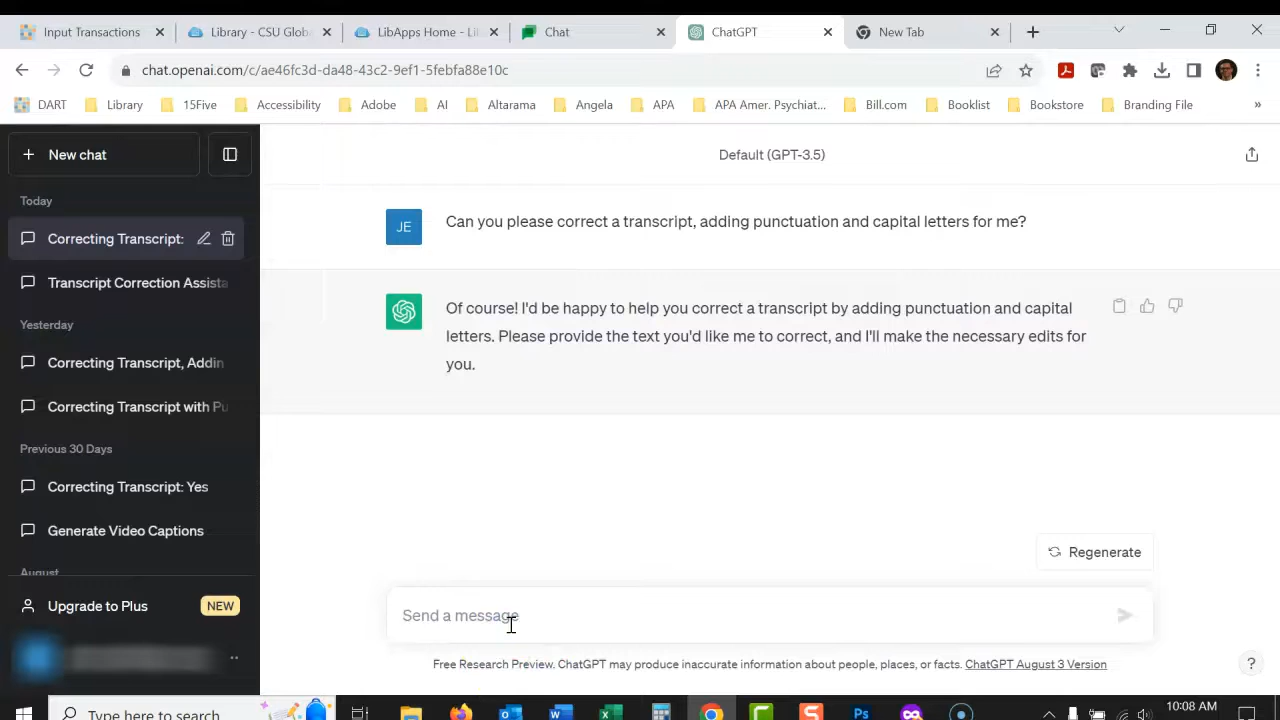 Input Transactions
Library - CSU Glob
LibApps Home - Li
Chat
ChatGPT
New Tab
chat.openai.com/c/ae46fc3d-da48-43c2-9ef1-5febfa88e10c
DART Library 15Five Accessibility Adobe AI Altarama Angela APA APA Amer. Psychiat... Bill.com Booklist Bookstore Branding File »
New chat
Default (GPT-3.5)
Today
Correcting Transcript:
Transcript Correction Assista
Yesterday
Correcting Transcript, Addin
Correcting Transcript with Pu
Previous 30 Days
Correcting Transcript: Yes
Generate Video Captions
August
Upgrade to Plus NEW
JE
Can you please correct a transcript, adding punctuation and capital letters for me?
Of course! I'd be happy to help you correct a transcript by adding punctuation and capital
letters. Please provide the text you'd like me to correct, and I'll make the necessary edits for
you.
Regenerate
Send a message
Free Research Preview. ChatGPT may produce inaccurate information about people, places, or facts. ChatGPT August 3 Version
?
Type here to search
10:08 AM